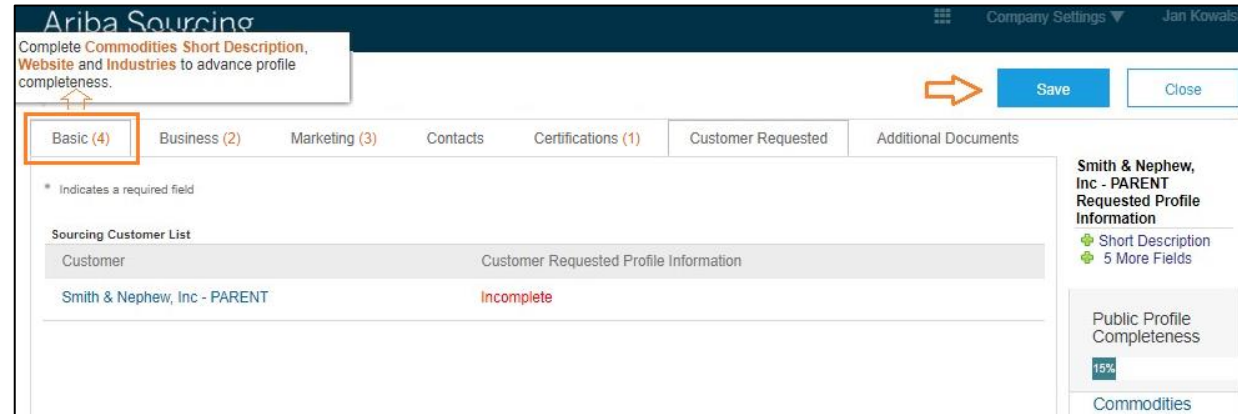 Ariba Sourcing
Company Settings ▼ Jan Kowals
Complete Commodities Short Description,
Website and Industries to advance profile
completeness.
Save Close
Basic (4) Business (2) Marketing (3) Contacts Certifications (1) Customer Requested Additional Documents
* Indicates a required field
Sourcing Customer List
Customer Customer Requested Profile Information
Smith & Nephew, Inc - PARENT Incomplete
Smith & Nephew,
Inc - PARENT
Requested Profile
Information
Short Description
5 More Fields
Public Profile
Completeness
15%
Commodities